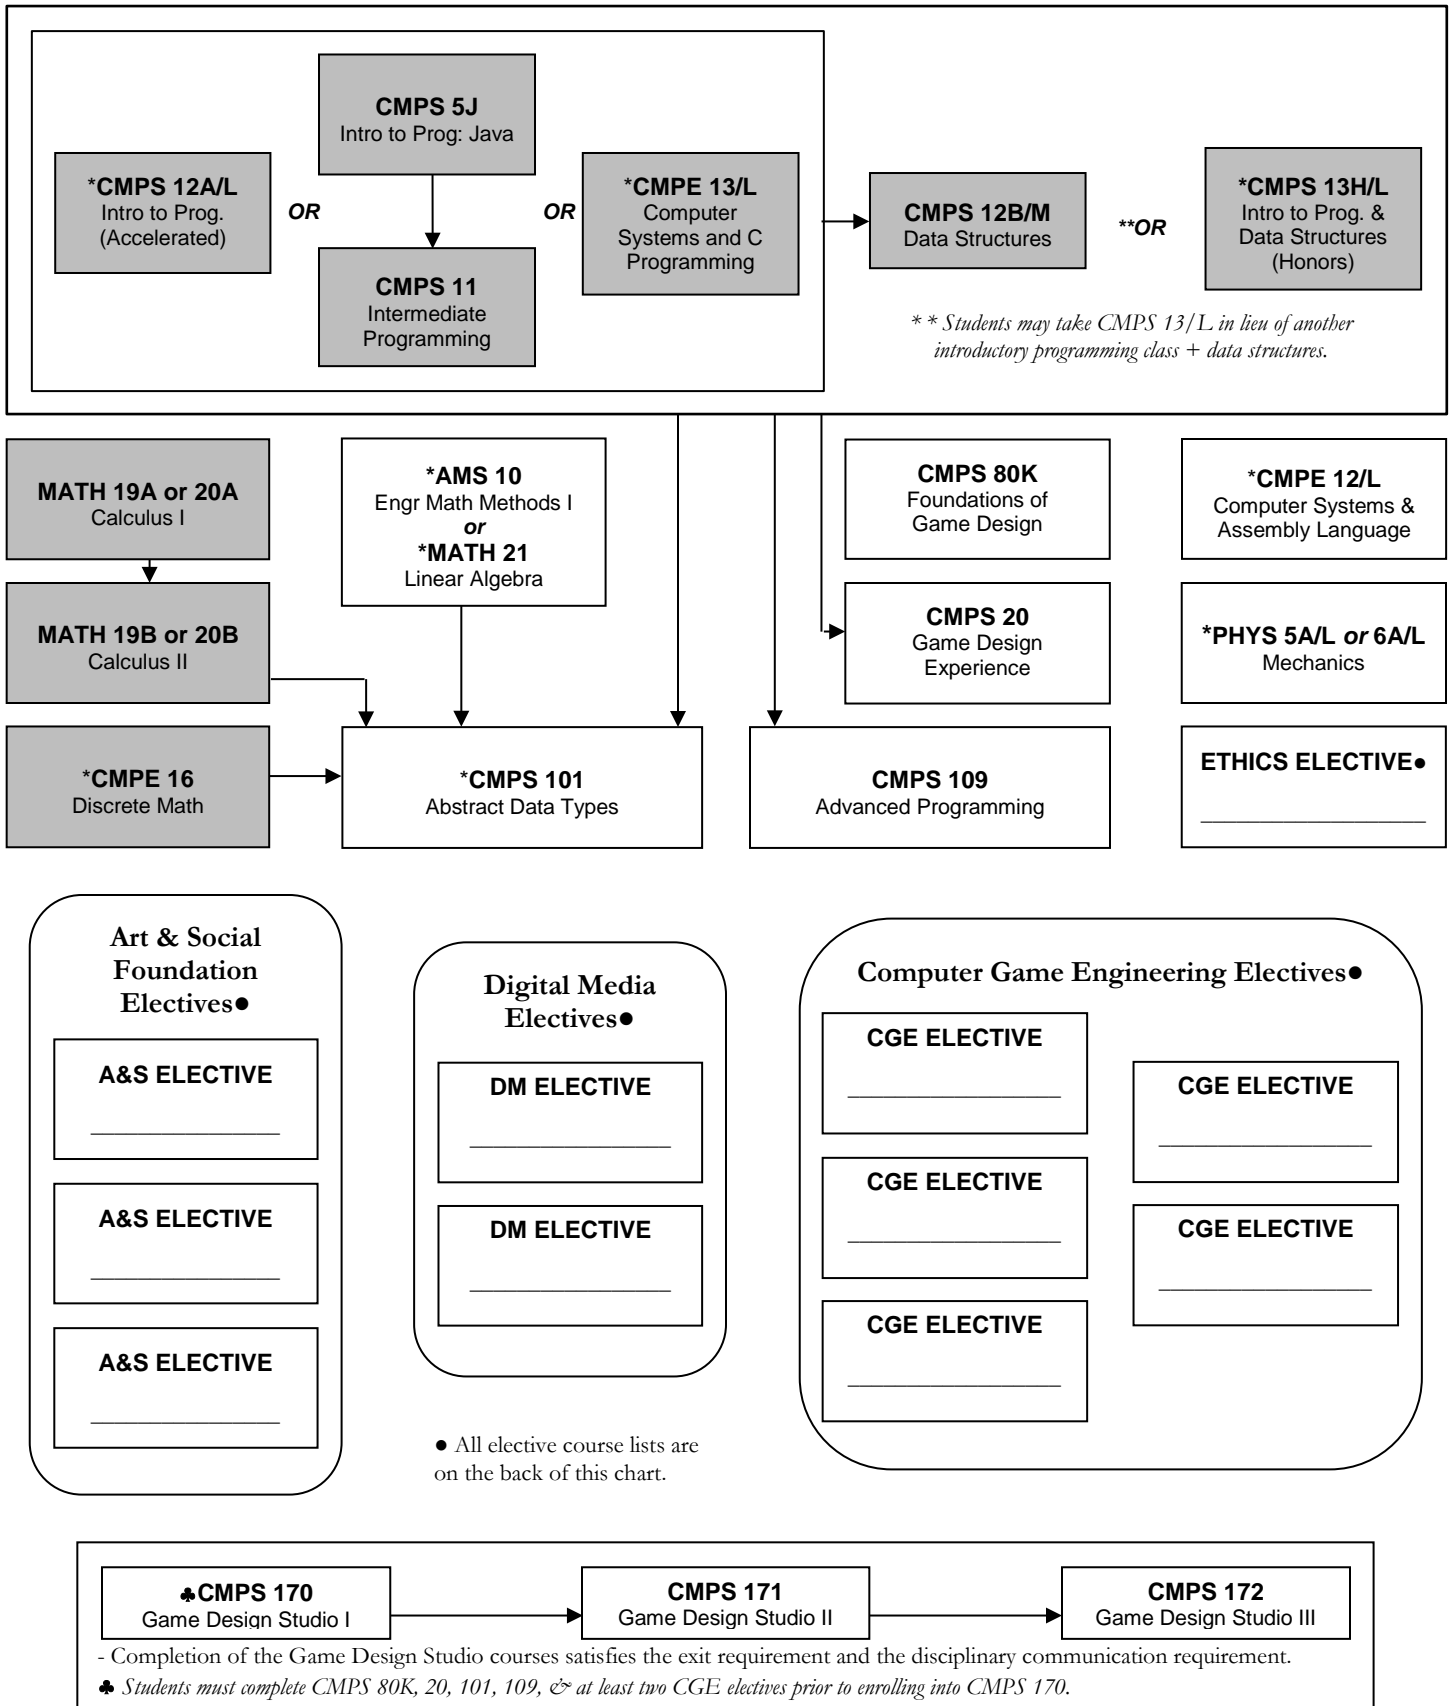 CMPS 5J
Intro to Prog: Java
*CMPS 12A/L
Intro to Prog.
(Accelerated)
OR
CMPS 11
Intermediate
Programming
OR
*CMPE 13/L
Computer
Systems and C
Programming
CMPS 12B/M
Data Structures
**OR
*CMPS 13H/L
Intro to Prog. &
Data Structures
(Honors)
* * Students may take CMPS 13/L in lieu of another
introductory programming class + data structures.
MATH 19A or 20A
Calculus I
*AMS 10
Engr Math Methods I
or
*MATH 21
Linear Algebra
CMPS 80K
Foundations of
Game Design
*CMPE 12/L
Computer Systems &
Assembly Language
MATH 19B or 20B
Calculus II
CMPS 20
Game Design
Experience
*PHYS 5A/L or 6A/L
Mechanics
*CMPE 16
Discrete Math
*CMPS 101
Abstract Data Types
CMPS 109
Advanced Programming
ETHICS ELECTIVE●
Art & Social
Foundation
Electives●
A&S ELECTIVE
A&S ELECTIVE
A&S ELECTIVE
Digital Media
Electives●
DM ELECTIVE
DM ELECTIVE
● All elective course lists are
on the back of this chart.
Computer Game Engineering Electives●
CGE ELECTIVE
CGE ELECTIVE
CGE ELECTIVE
CGE ELECTIVE
CGE ELECTIVE
♣CMPS 170
Game Design Studio I
CMPS 171
Game Design Studio II
CMPS 172
Game Design Studio III
- Completion of the Game Design Studio courses satisfies the exit requirement and the disciplinary communication requirement.
♣ Students must complete CMPS 80K, 20, 101, 109, & at least two CGE electives prior to enrolling into CMPS 170.